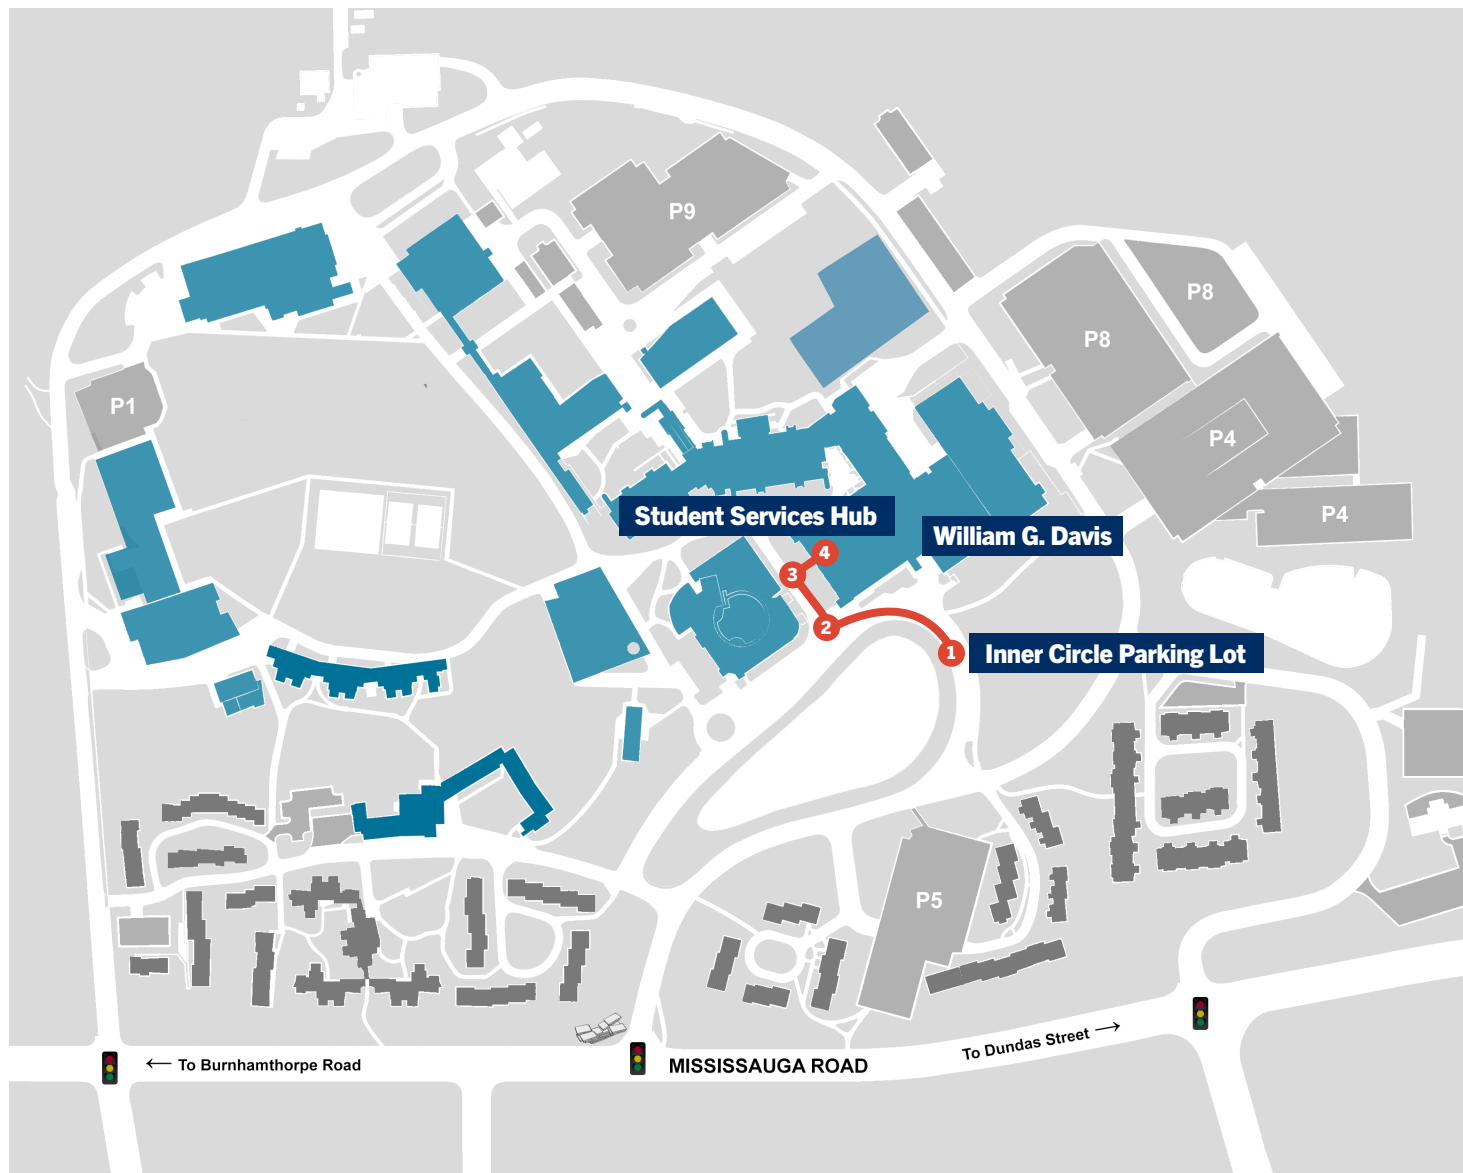 P9
P8
P8
P1
P4
P4
Student Services Hub
William G. Davis
4
3
2
1
Inner Circle Parking Lot
P5
To Dundas Street →
← To Burnhamthorpe Road
MISSISSAUGA ROAD